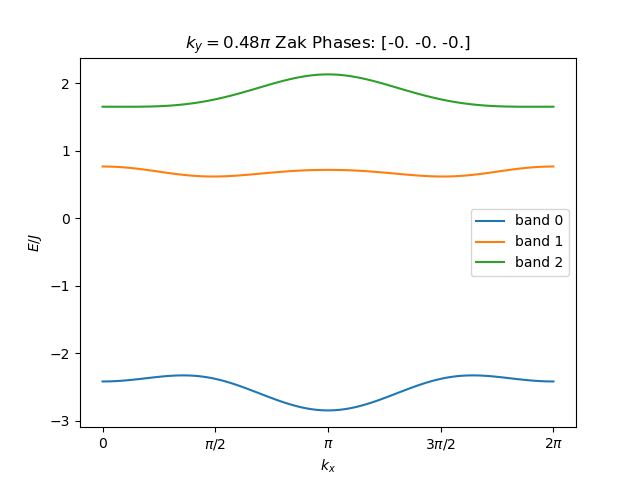 k_y = 0.48π Zak Phases: [-0. -0. -0.]
2
1
0
−1
−2
−3
E/J
band 0
band 1
band 2
0
π/2
π
3π/2
2π
k_x